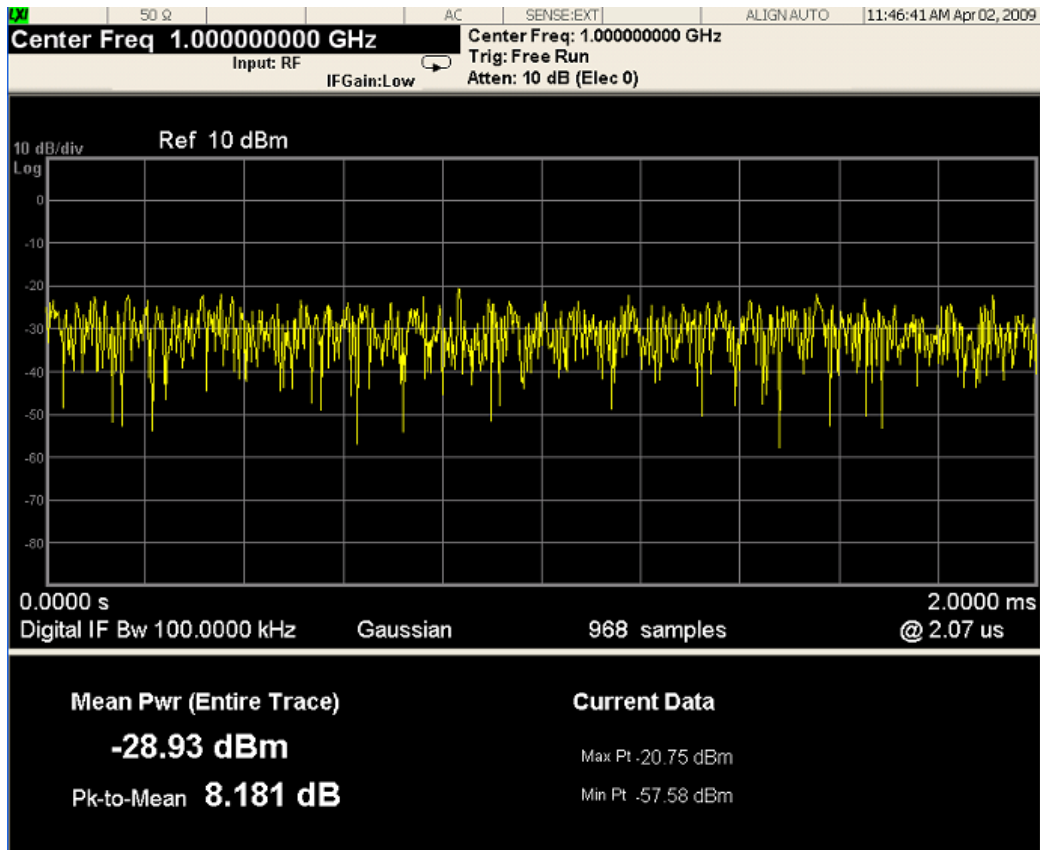 LXI 50 Ω AC SENSE:EXT ALIGN AUTO 11:46:41 AM Apr 02, 2009
Center Freq 1.000000000 GHz Center Freq: 1.000000000 GHz
Input: RF Trig: Free Run
IFGain:Low Atten: 10 dB (Elec 0)
10 dB/div Ref 10 dBm
Log
0
-10
-20
-30
-40
-50
-60
-70
-80
0.0000 s 2.0000 ms
Digital IF Bw 100.0000 kHz Gaussian 968 samples @ 2.07 us
Mean Pwr (Entire Trace) Current Data
-28.93 dBm Max Pt -20.75 dBm
Pk-to-Mean 8.181 dB Min Pt -57.58 dBm